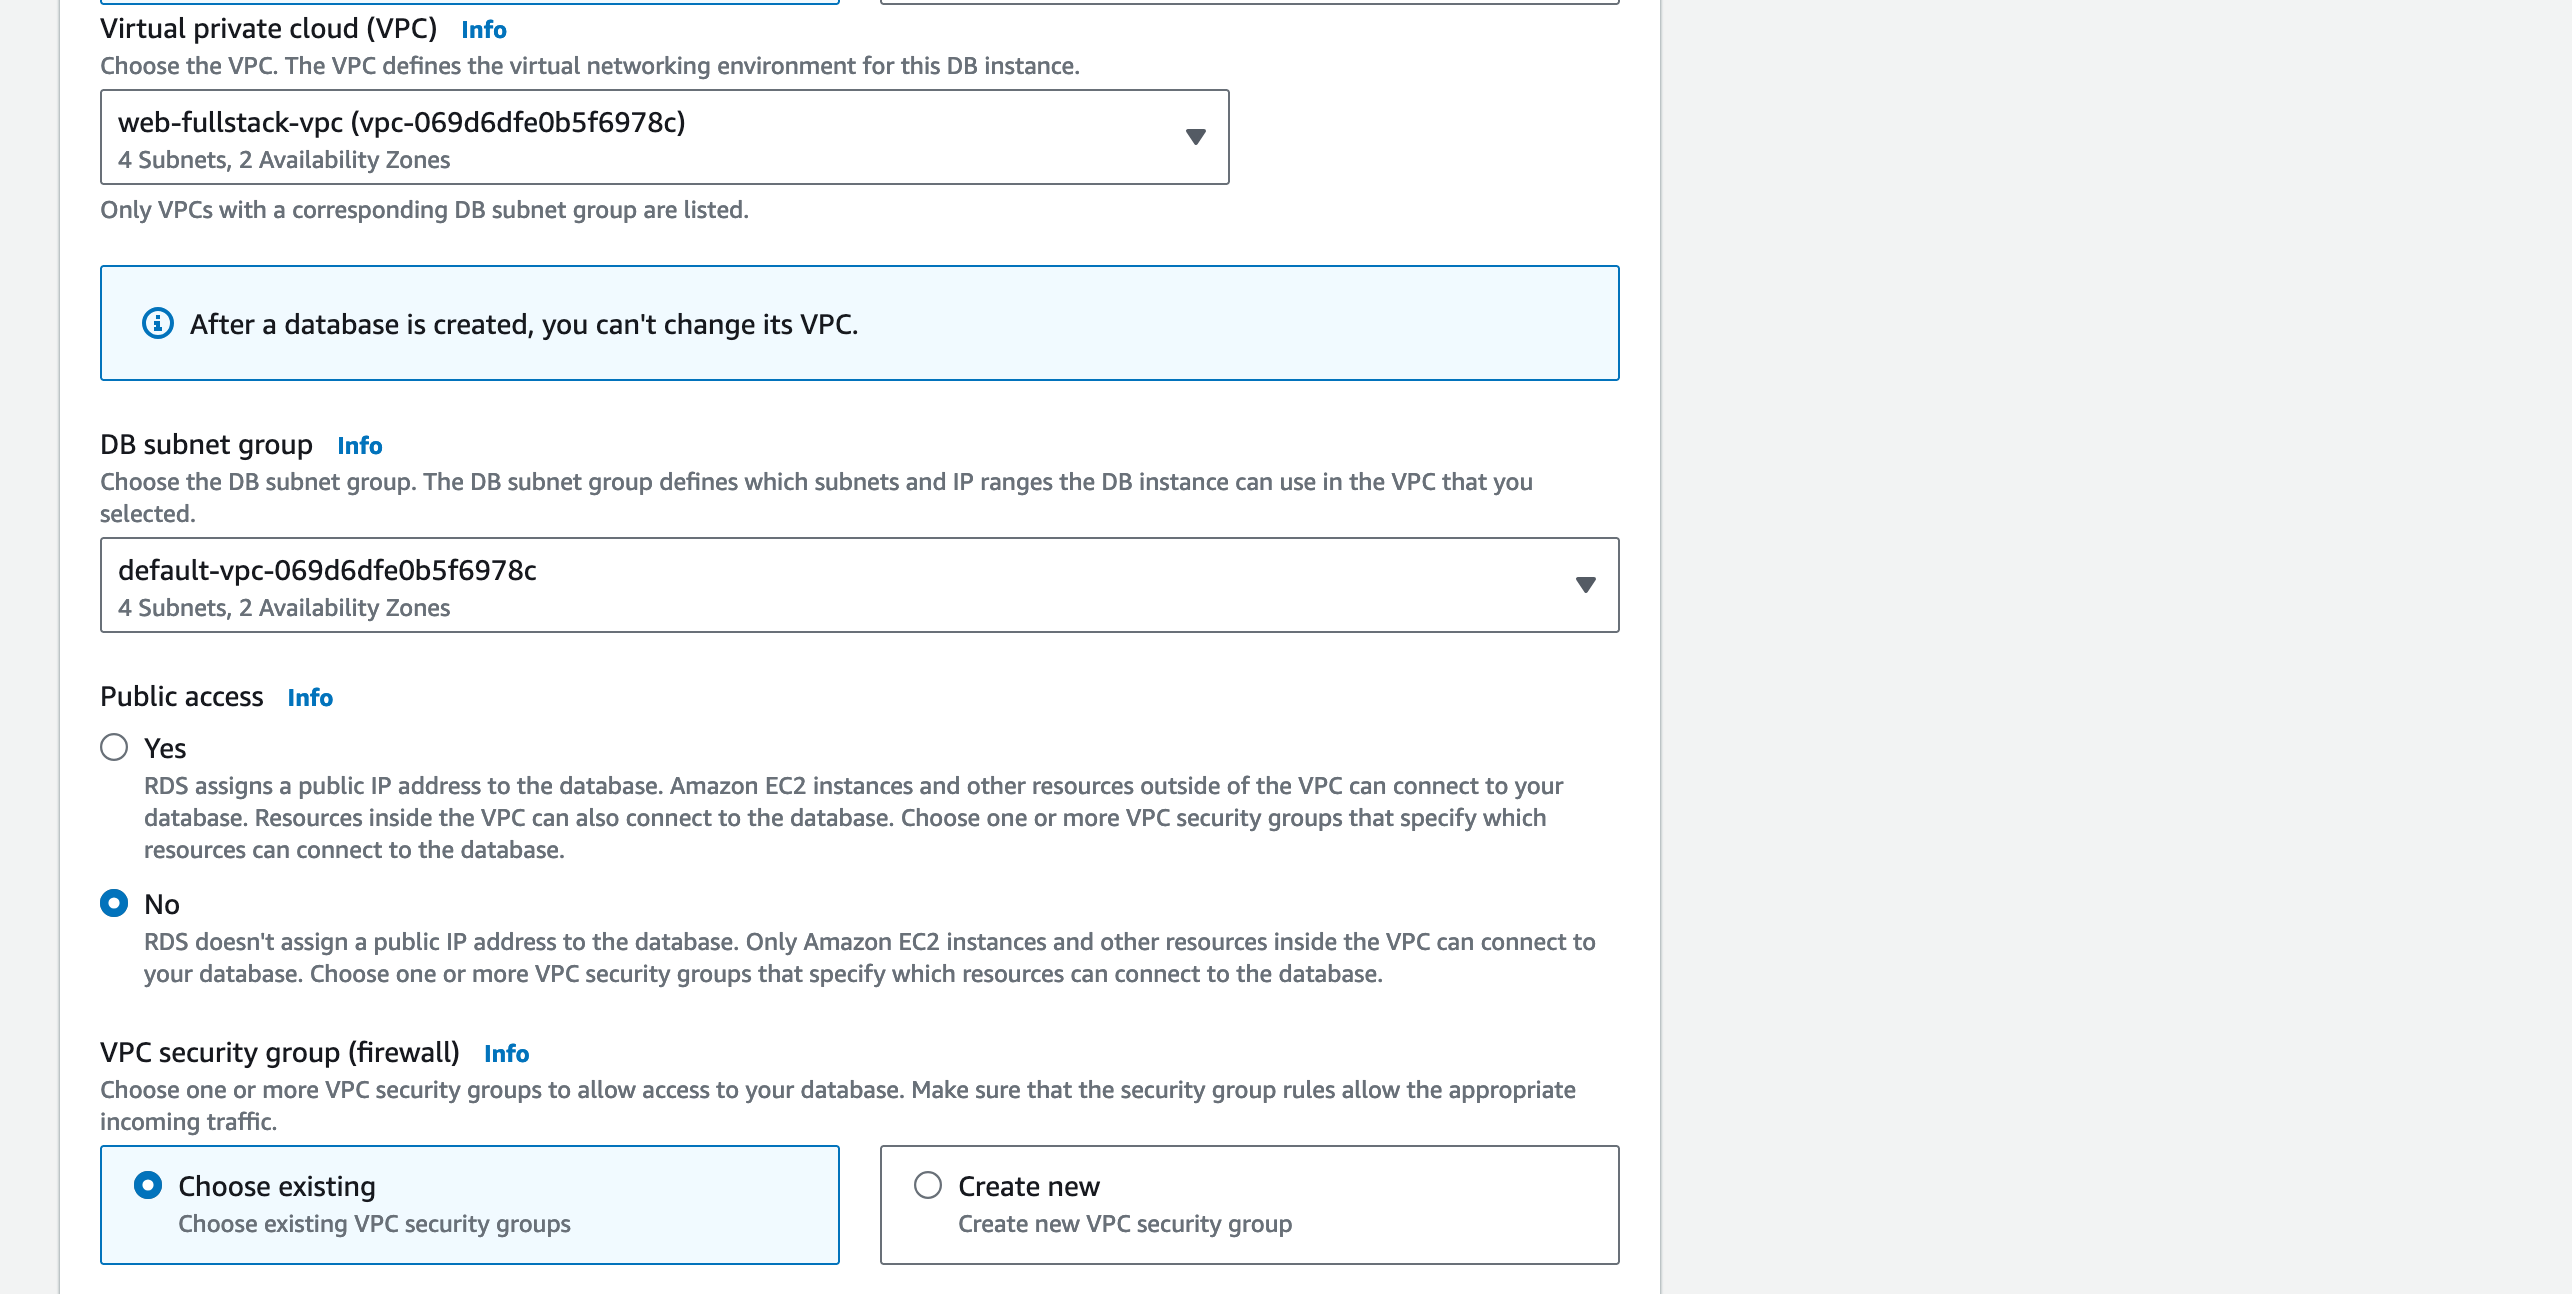 Virtual private cloud (VPC) Info
Choose the VPC. The VPC defines the virtual networking environment for this DB instance.
web-fullstack-vpc (vpc-069d6dfe0b5f6978c)
4 Subnets, 2 Availability Zones
Only VPCs with a corresponding DB subnet group are listed.
After a database is created, you can't change its VPC.
DB subnet group Info
Choose the DB subnet group. The DB subnet group defines which subnets and IP ranges the DB instance can use in the VPC that you
selected.
default-vpc-069d6dfe0b5f6978c
4 Subnets, 2 Availability Zones
Public access Info
Yes
RDS assigns a public IP address to the database. Amazon EC2 instances and other resources outside of the VPC can connect to your
database. Resources inside the VPC can also connect to the database. Choose one or more VPC security groups that specify which
resources can connect to the database.
No
RDS doesn't assign a public IP address to the database. Only Amazon EC2 instances and other resources inside the VPC can connect to
your database. Choose one or more VPC security groups that specify which resources can connect to the database.
VPC security group (firewall) Info
Choose one or more VPC security groups to allow access to your database. Make sure that the security group rules allow the appropriate
incoming traffic.
Choose existing
Choose existing VPC security groups
Create new
Create new VPC security group